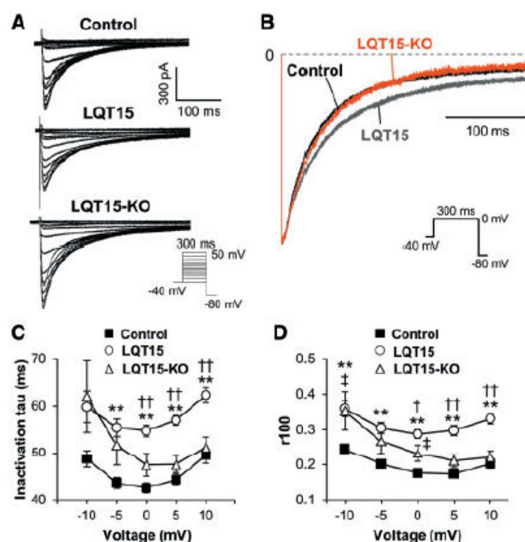 A
Control
300 pA
100 ms
LQT15
LQT15-KO
300 ms
50 mV
-40 mV
-80 mV
B
0
LQT15-KO
Control
LQT15
100 ms
300 ms
0 mV
-40 mV
-80 mV
C
Control
LQT15
LQT15-KO
Inactivation tau (ms)
70
60
50
40
††
††
††
**
**
**
**
-10
-5
0
5
10
Voltage (mV)
D
Control
LQT15
LQT15-KO
r100
0.5
0.4
0.3
0.2
0.1
**
‡
**
†
**
‡
††
**
††
**
-10
-5
0
5
10
Voltage (mV)